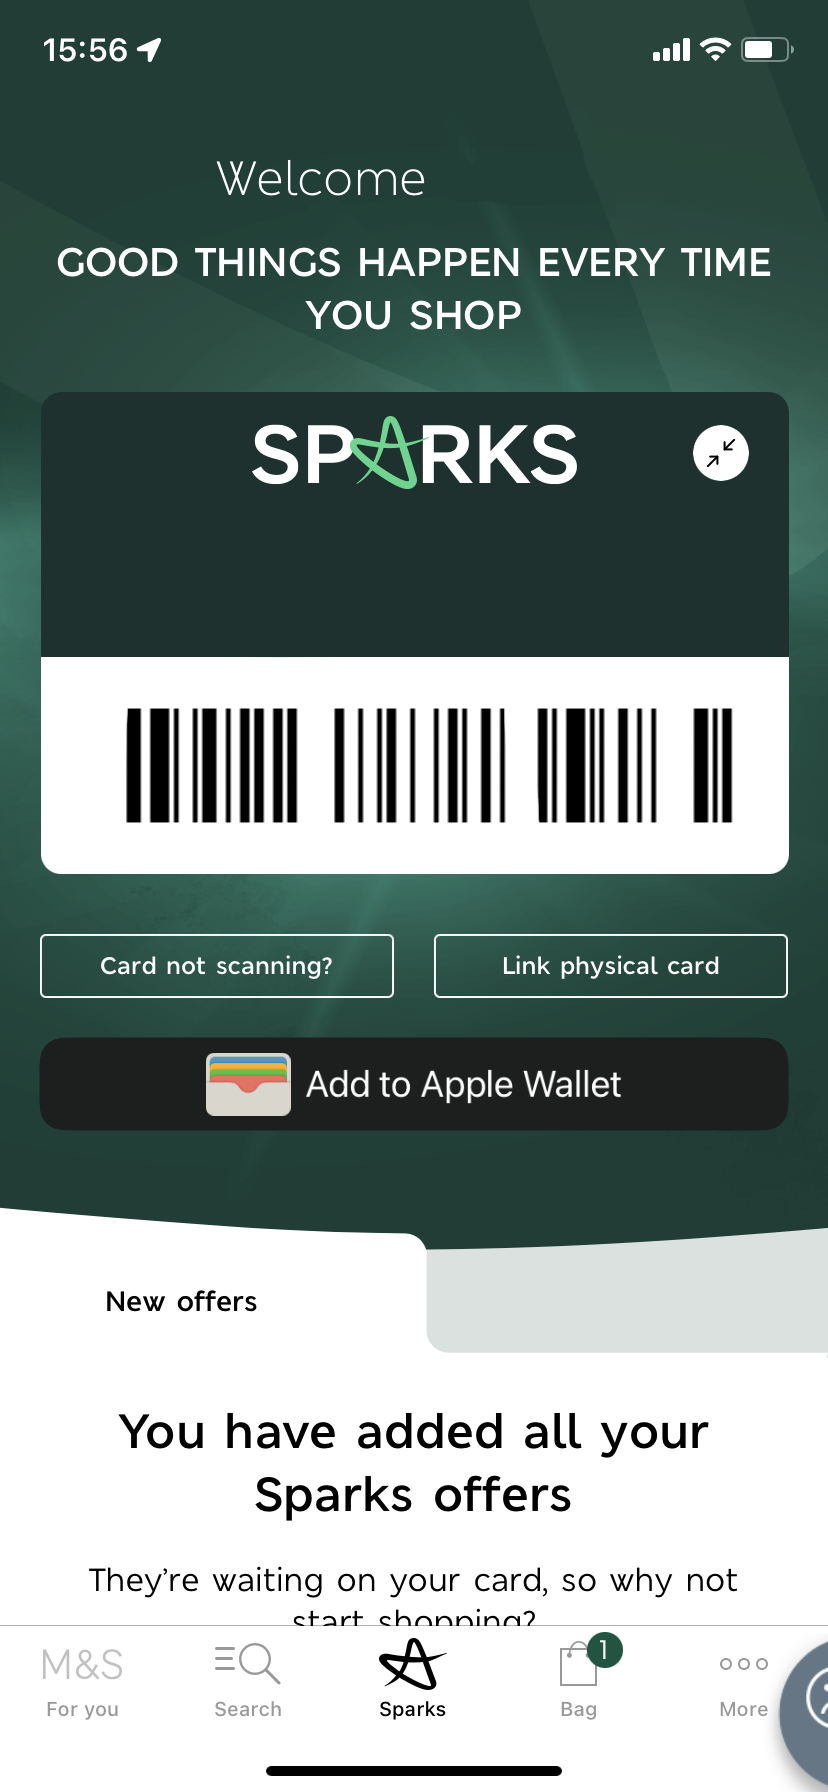 15:56
Welcome
GOOD THINGS HAPPEN EVERY TIME
YOU SHOP
SPARKS
Card not scanning?
Link physical card
Add to Apple Wallet
New offers
You have added all your
Sparks offers
They're waiting on your card, so why not
start shopping?
M&S
1
For you
Search
Sparks
Bag
More